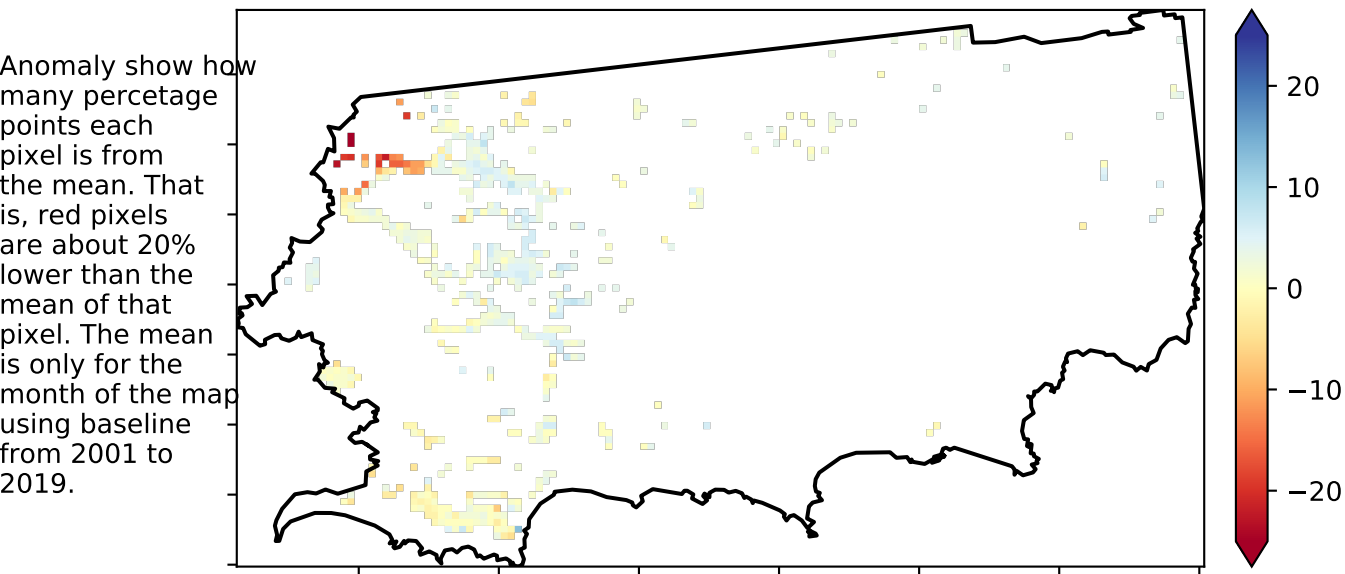 Anomaly show how
many percetage
points each
pixel is from
the mean. That
is, red pixels
are about 20%
lower than the
mean of that
pixel. The mean
is only for the
month of the map
using baseline
from 2001 to
2019.
20
10
0
−10
−20